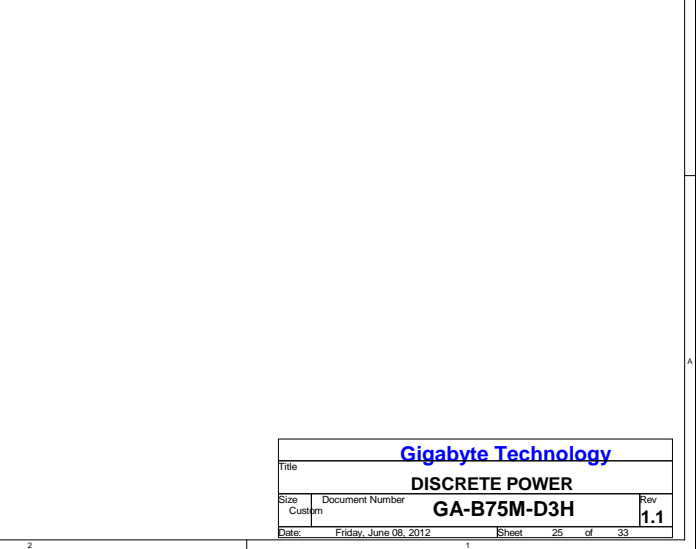 A
Gigabyte Technology
Title
DISCRETE POWER
Size Document Number Rev
Custom GA-B75M-D3H 1.1
Date: Friday, June 08, 2012 Sheet 25 of 33
2 1